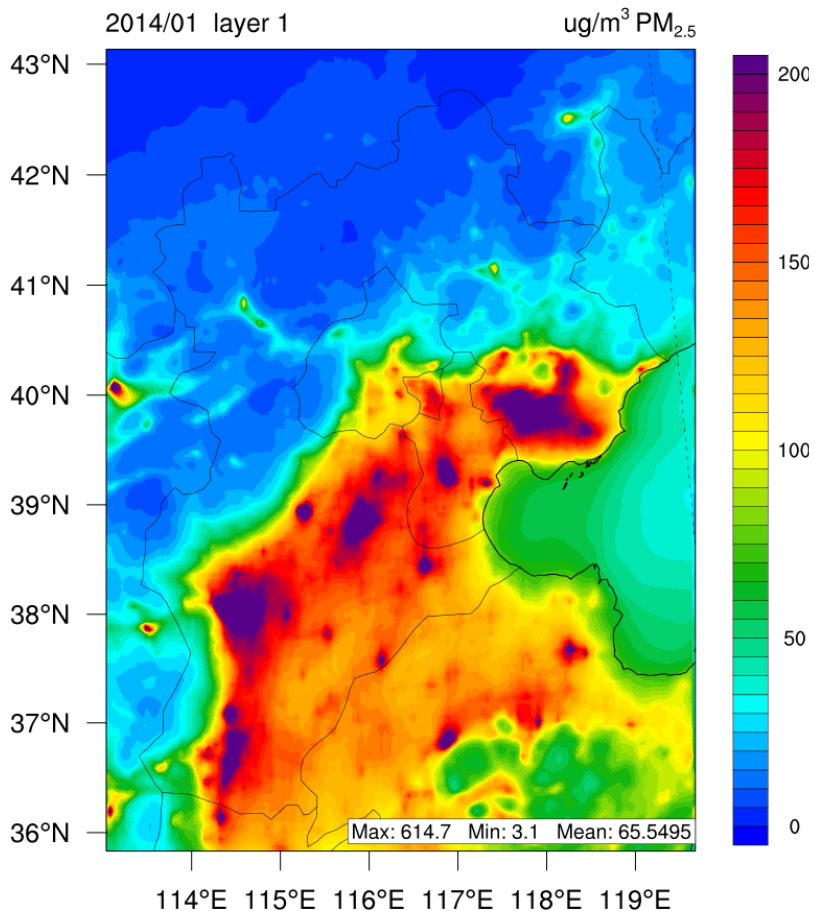 2014/01 layer 1
ug/m³ PM₂.₅
43°N
42°N
41°N
40°N
39°N
38°N
37°N
36°N
200
150
100
50
0
Max: 614.7 Min: 3.1 Mean: 65.5495
114°E 115°E 116°E 117°E 118°E 119°E